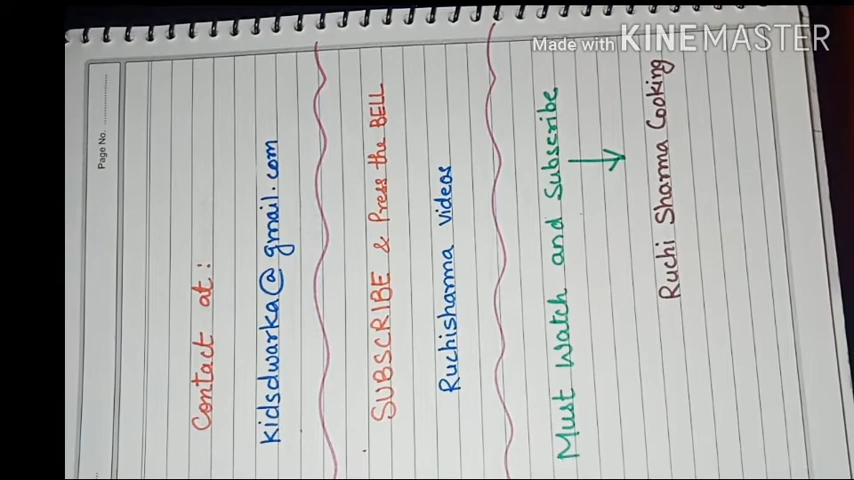 Made with KINEMASTER
Page No. ....................
Contact at:
kidsdwarka@gmail.com
SUBSCRIBE & Press the BELL
Ruchisharma Videos
Must Watch and Subscribe
↓
Ruchi Sharma Cooking